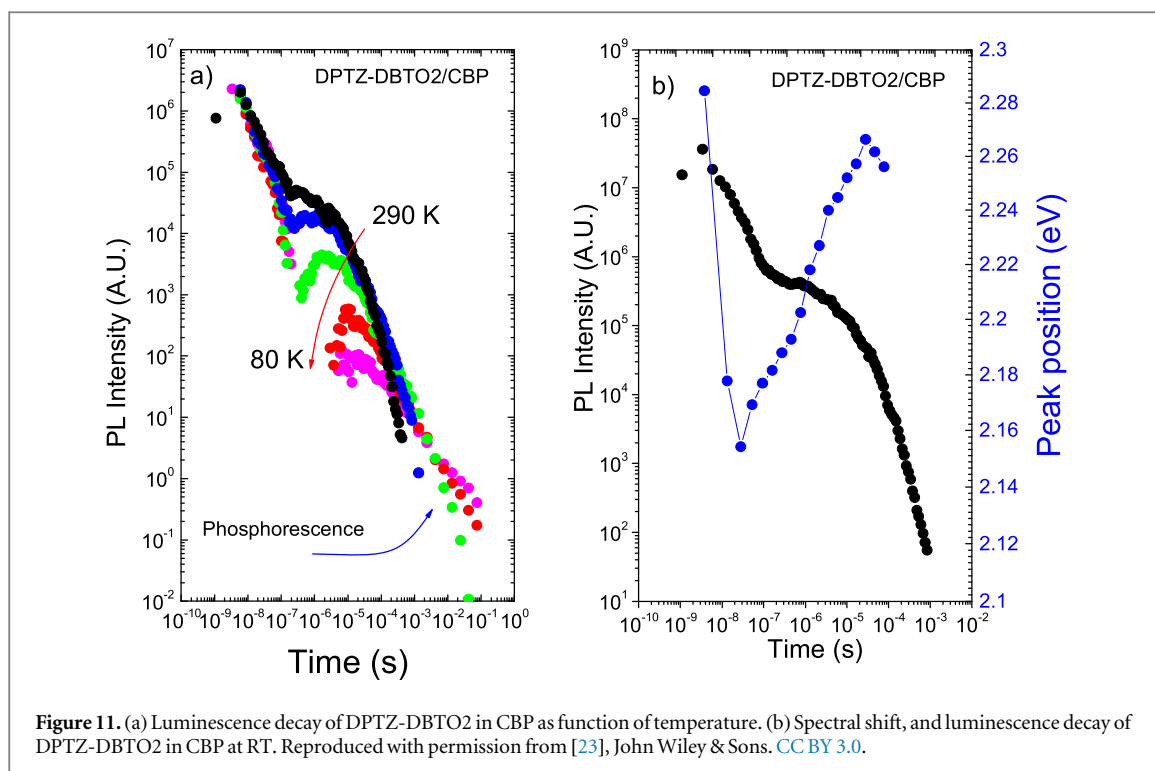 a)
DPTZ-DBTO2/CBP
10^7
10^6
10^5
10^4
10^3
10^2
10^1
10^0
10^-1
10^-2
PL Intensity (A.U.)
290 K
80 K
Phosphorescence
10^-10 10^-9 10^-8 10^-7 10^-6 10^-5 10^-4 10^-3 10^-2 10^-1 10^0
Time (s)
b)
DPTZ-DBTO2/CBP
10^9
10^8
10^7
10^6
10^5
10^4
10^3
10^2
10^1
PL Intensity (A.U.)
2.3
2.28
2.26
2.24
2.22
2.2
2.18
2.16
2.14
2.12
2.1
Peak position (eV)
10^-10 10^-9 10^-8 10^-7 10^-6 10^-5 10^-4 10^-3 10^-2
Time (s)
Figure 11. (a) Luminescence decay of DPTZ-DBTO2 in CBP as function of temperature. (b) Spectral shift, and luminescence decay of
DPTZ-DBTO2 in CBP at RT. Reproduced with permission from [23], John Wiley & Sons. CC BY 3.0.